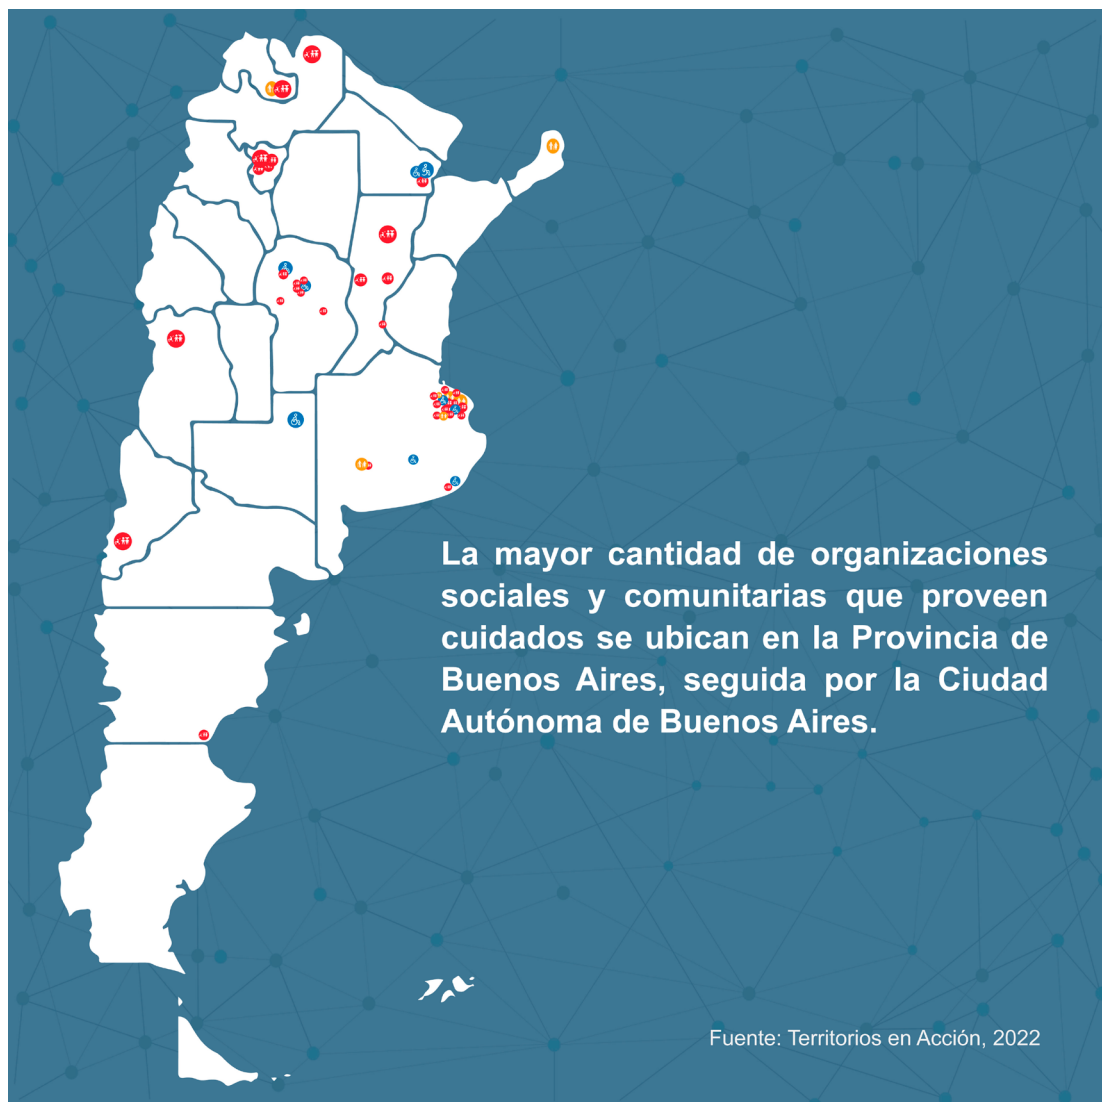 La mayor cantidad de organizaciones
sociales y comunitarias que proveen
cuidados se ubican en la Provincia de
Buenos Aires, seguida por la Ciudad
Autónoma de Buenos Aires.
Fuente: Territorios en Acción, 2022